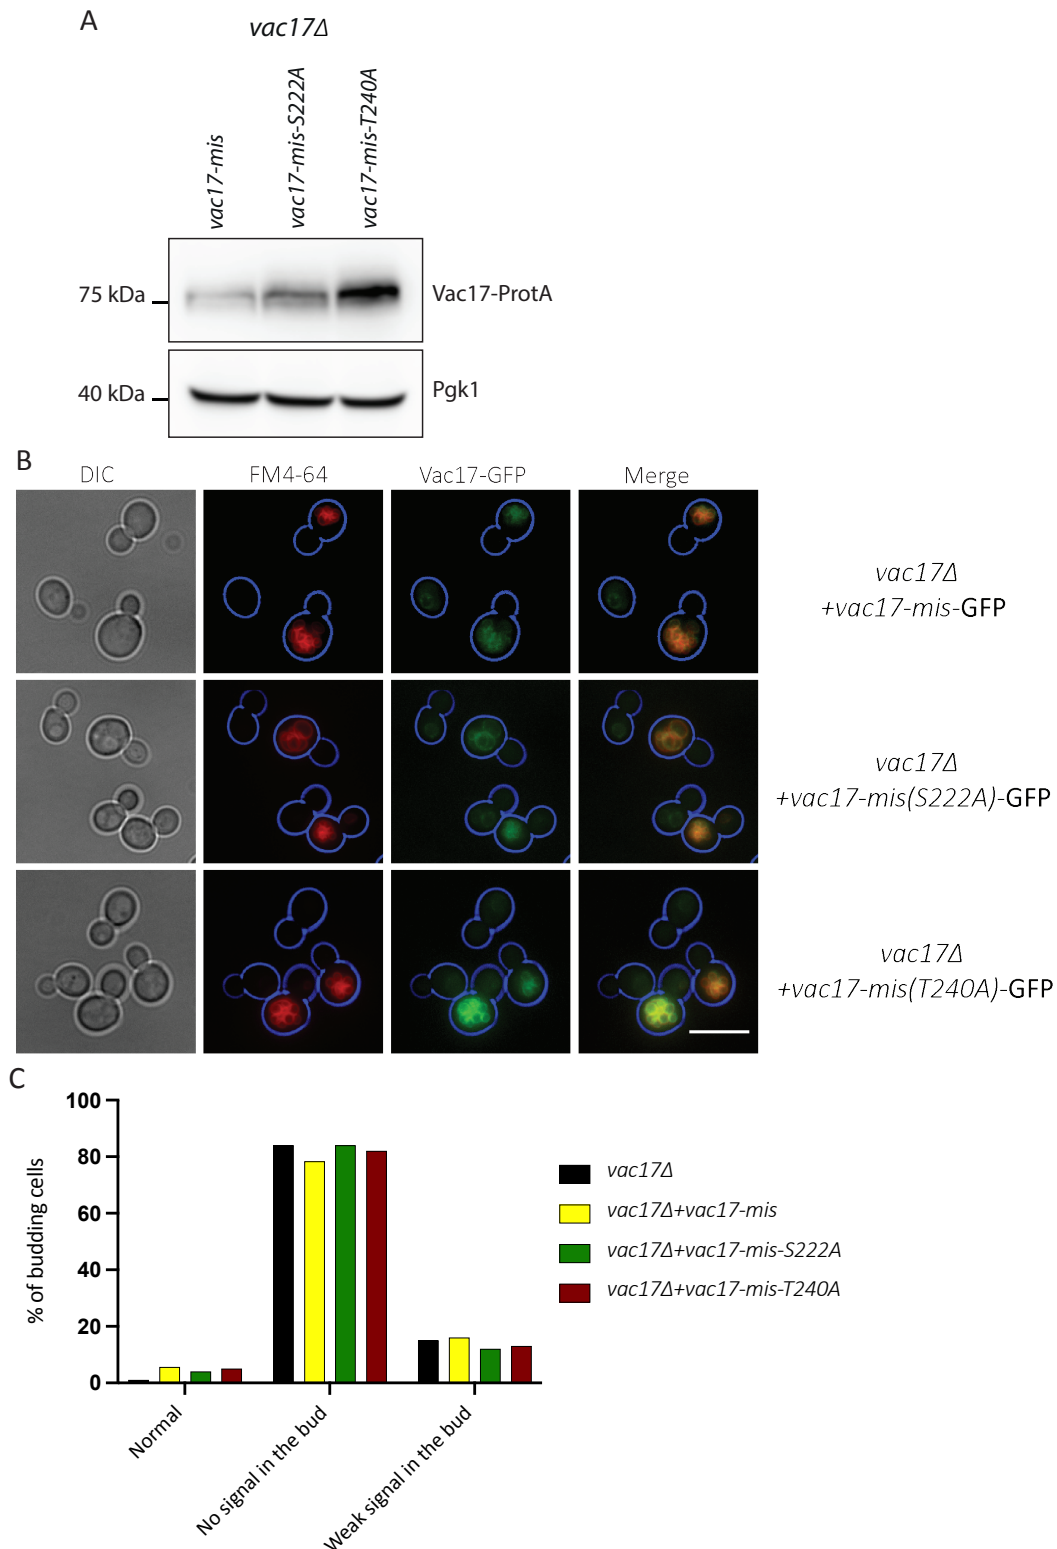 A
vac17Δ
vac17-mis
vac17-mis-S222A
vac17-mis-T240A
75 kDa
Vac17-ProtA
40 kDa
Pgk1
B
DIC
FM4-64
Vac17-GFP
Merge
vac17Δ
+vac17-mis-GFP
vac17Δ
+vac17-mis(S222A)-GFP
vac17Δ
+vac17-mis(T240A)-GFP
C
% of budding cells
100
80
60
40
20
0
Normal
No signal in the bud
Weak signal in the bud
vac17Δ
vac17Δ+vac17-mis
vac17Δ+vac17-mis-S222A
vac17Δ+vac17-mis-T240A